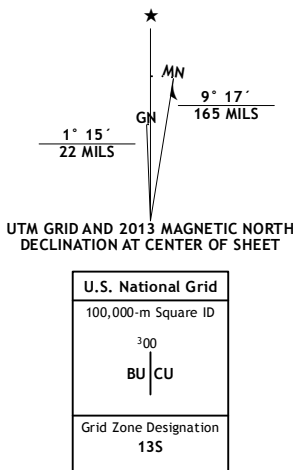 ★
MN
GN
9° 17´
165 MILS
1° 15´
22 MILS
UTM GRID AND 2013 MAGNETIC NORTH
DECLINATION AT CENTER OF SHEET
U.S. National Grid
100,000-m Square ID
³00
BU CU
Grid Zone Designation
13S